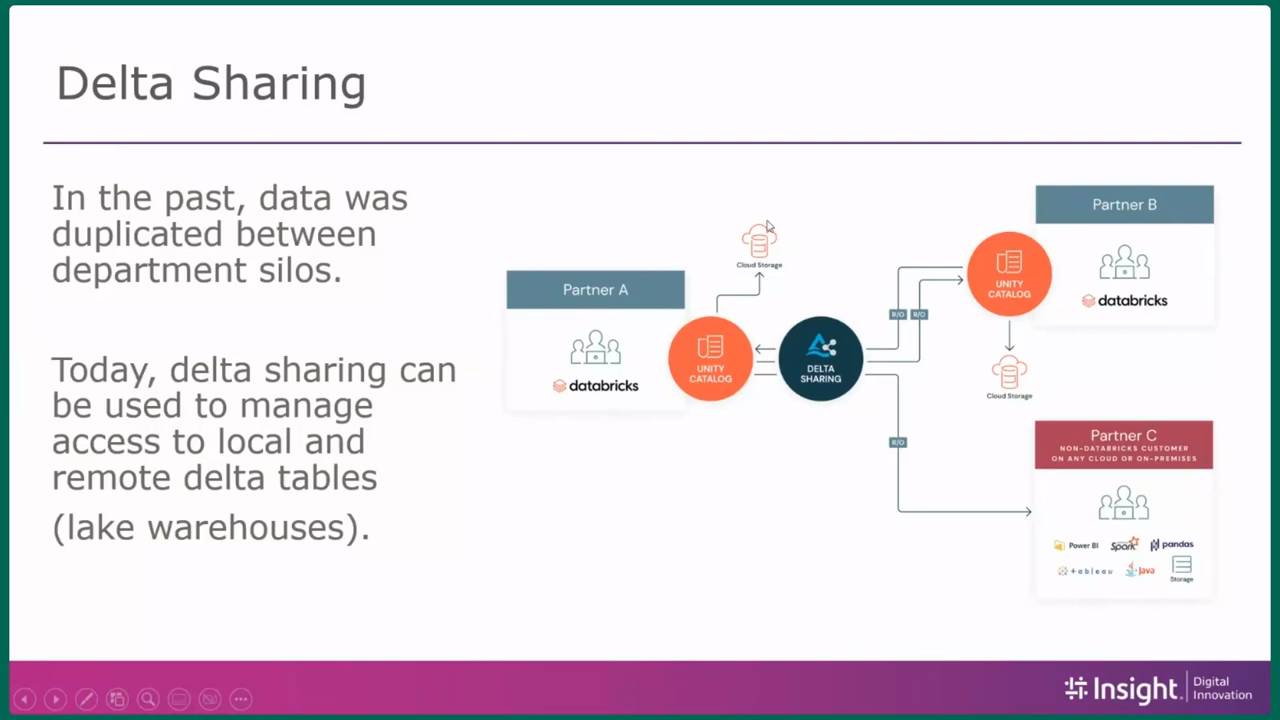 Delta Sharing
In the past, data was
duplicated between
department silos.
Today, delta sharing can
be used to manage
access to local and
remote delta tables
(lake warehouses).
Partner A
databricks
UNITY
CATALOG
Cloud Storage
DELTA
SHARING
R/O
R/O
R/O
Partner B
UNITY
CATALOG
databricks
Cloud Storage
Partner C
NON-DATABRICKS CUSTOMER
ON ANY CLOUD OR ON-PREMISES
Power BI
Spark
pandas
+ableau
Java
Storage
Insight.
Digital
Innovation